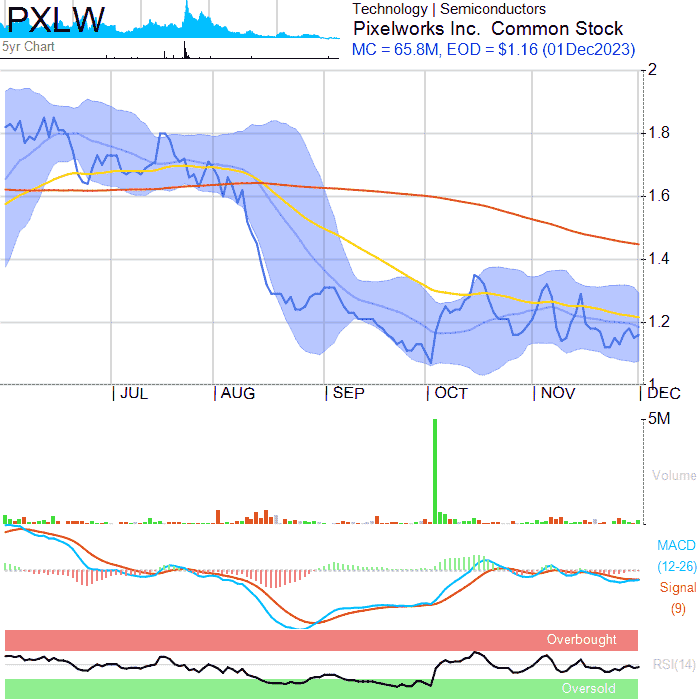 PXLW
5yr Chart
Technology | Semiconductors
Pixelworks Inc. Common Stock
MC = 65.8M, EOD = $1.16 (01Dec2023)
2
1.8
1.6
1.4
1.2
1
|JUL |AUG |SEP |OCT |NOV |DEC
5M
Volume
MACD
(12-26)
Signal
(9)
Overbought
RSI(14)
Oversold